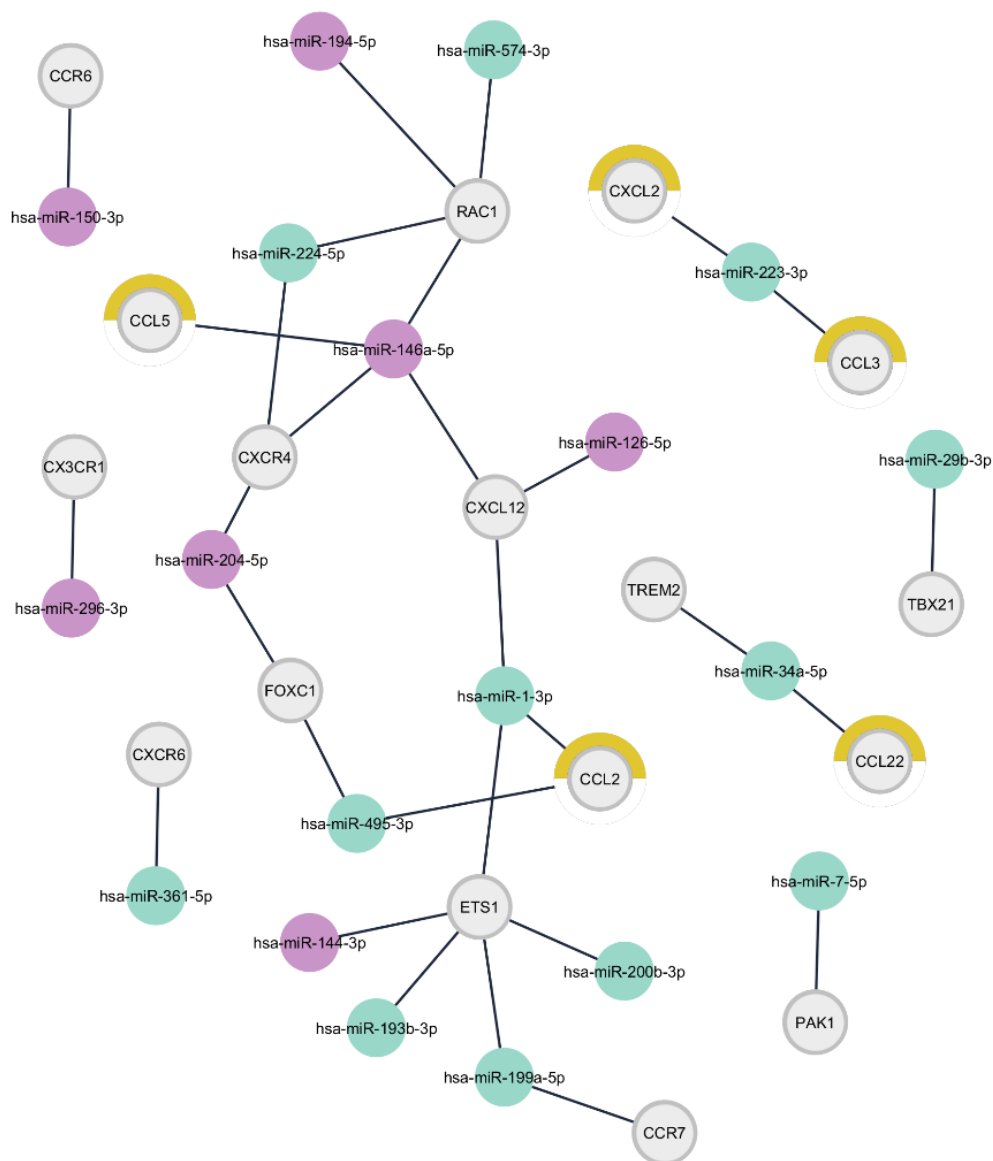 hsa-miR-194-5p
hsa-miR-574-3p
CCR6
CXCL2
RAC1
hsa-miR-150-3p
hsa-miR-224-5p
hsa-miR-223-3p
CCL5
hsa-miR-146a-5p
CCL3
hsa-miR-126-5p
CXCR4
hsa-miR-29b-3p
CX3CR1
CXCL12
hsa-miR-204-5p
TREM2
TBX21
hsa-miR-296-3p
hsa-miR-34a-5p
FOXC1
hsa-miR-1-3p
CXCR6
CCL22
CCL2
hsa-miR-495-3p
hsa-miR-7-5p
hsa-miR-361-5p
ETS1
hsa-miR-144-3p
hsa-miR-200b-3p
PAK1
hsa-miR-193b-3p
hsa-miR-199a-5p
CCR7